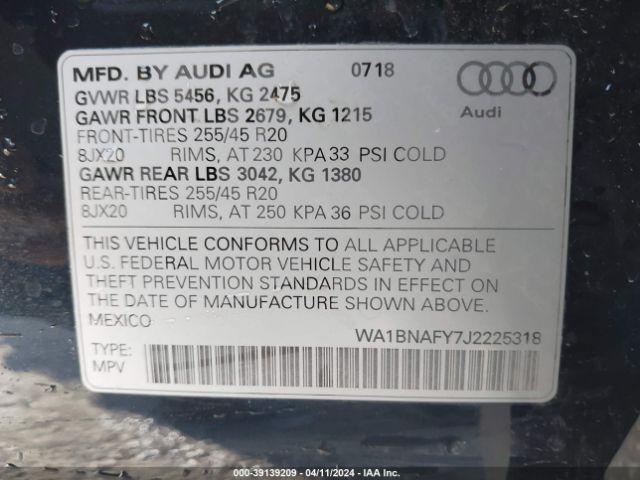 MFD. BY AUDI AG 0718
GVWR LBS 5456, KG 2475
GAWR FRONT LBS 2679, KG 1215
FRONT-TIRES 255/45 R20
8JX20 RIMS, AT 230 KPA 33 PSI COLD
GAWR REAR LBS 3042, KG 1380
REAR-TIRES 255/45 R20
8JX20 RIMS, AT 250 KPA 36 PSI COLD
Audi
THIS VEHICLE CONFORMS TO ALL APPLICABLE
U.S. FEDERAL MOTOR VEHICLE SAFETY AND
THEFT PREVENTION STANDARDS IN EFFECT ON
THE DATE OF MANUFACTURE SHOWN ABOVE.
MEXICO
WA1BNAFY7J2225318
TYPE:
MPV
000-39139209 - 04/11/2024 - IAA Inc.